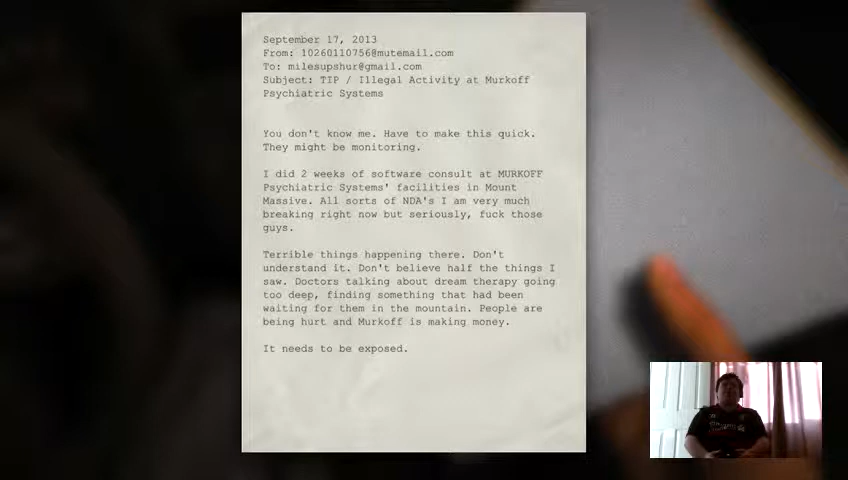 September 17, 2013
From: 10260110756@mutemail.com
To: milesupshur@gmail.com
Subject: TIP / Illegal Activity at Murkoff
Psychiatric Systems
You don't know me. Have to make this quick.
They might be monitoring.
I did 2 weeks of software consult at MURKOFF
Psychiatric Systems' facilities in Mount
Massive. All sorts of NDA's I am very much
breaking right now but seriously, fuck those
guys.
Terrible things happening there. Don't
understand it. Don't believe half the things I
saw. Doctors talking about dream therapy going
too deep, finding something that had been
waiting for them in the mountain. People are
being hurt and Murkoff is making money.
It needs to be exposed.